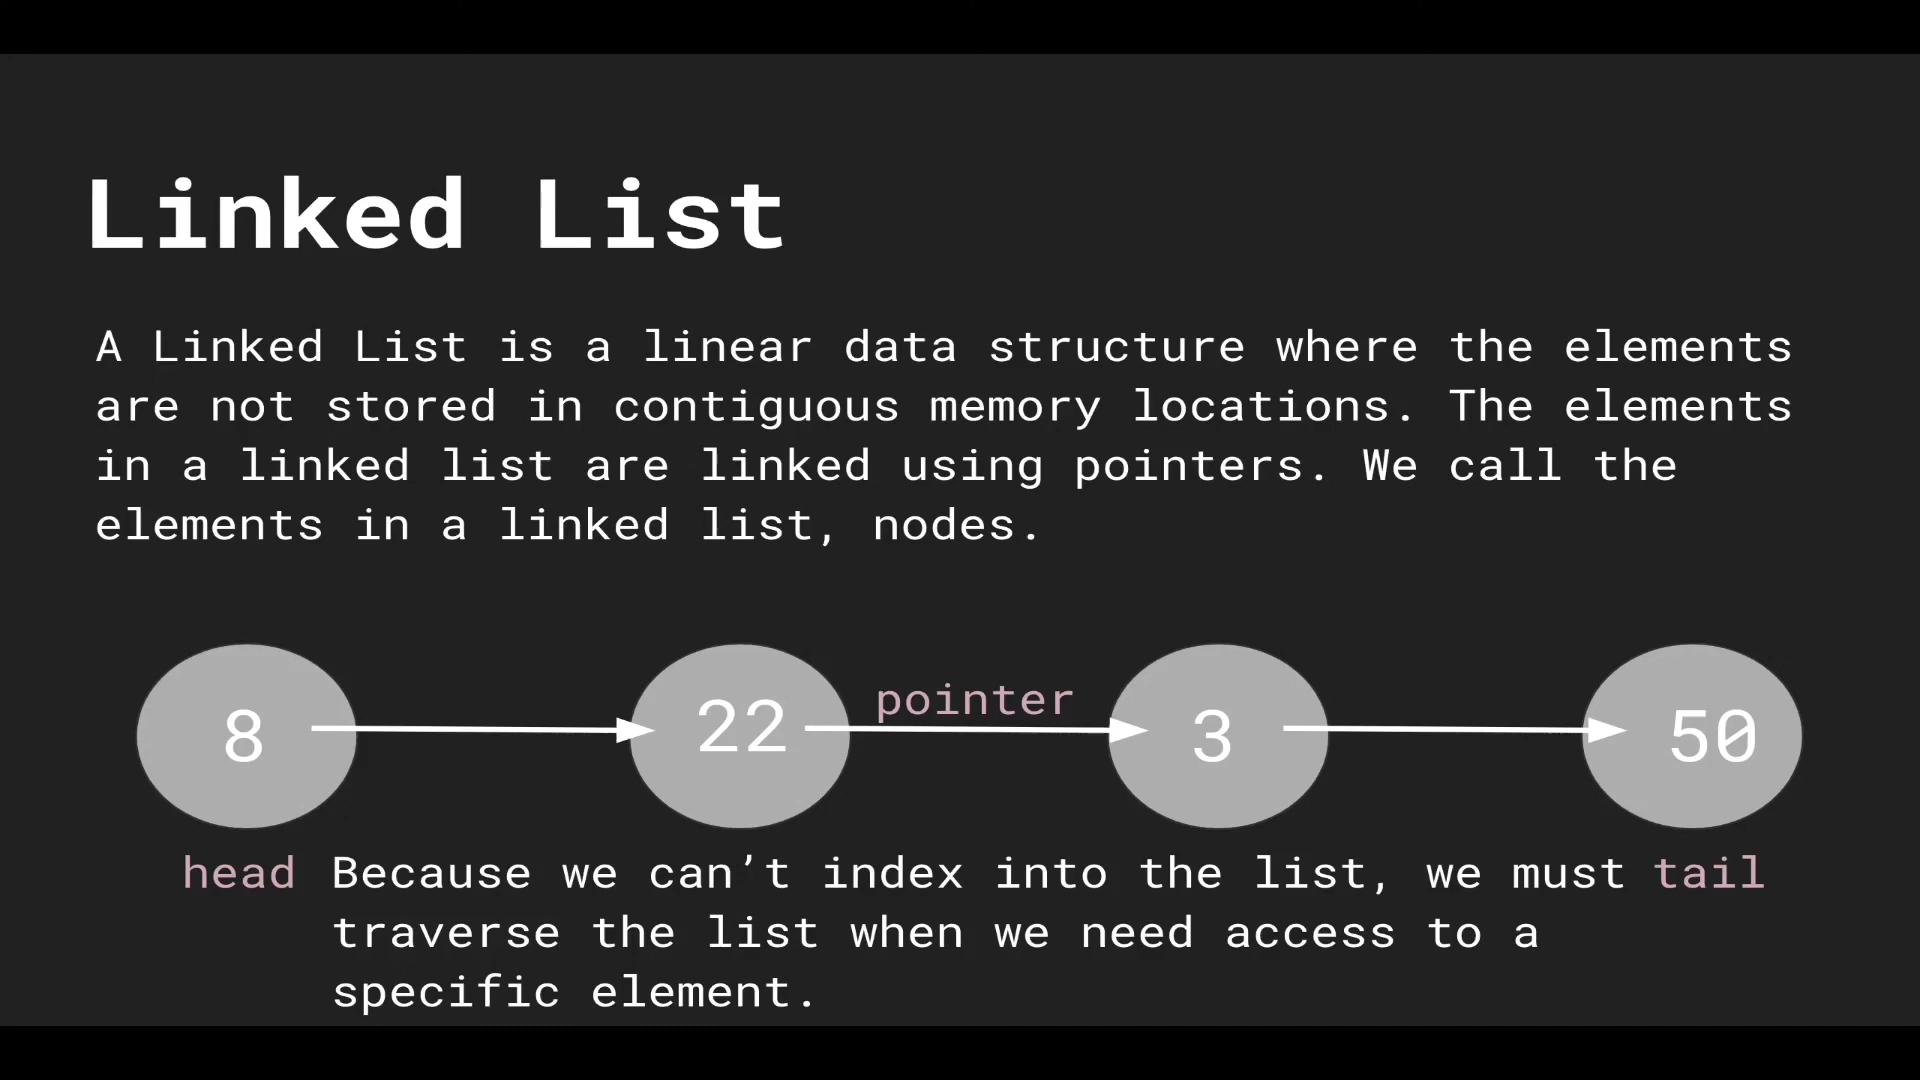 Linked List
A Linked List is a linear data structure where the elements
are not stored in contiguous memory locations. The elements
in a linked list are linked using pointers. We call the
elements in a linked list, nodes.
pointer
8 22 3 50
head Because we can’t index into the list, we must tail
traverse the list when we need access to a
specific element.